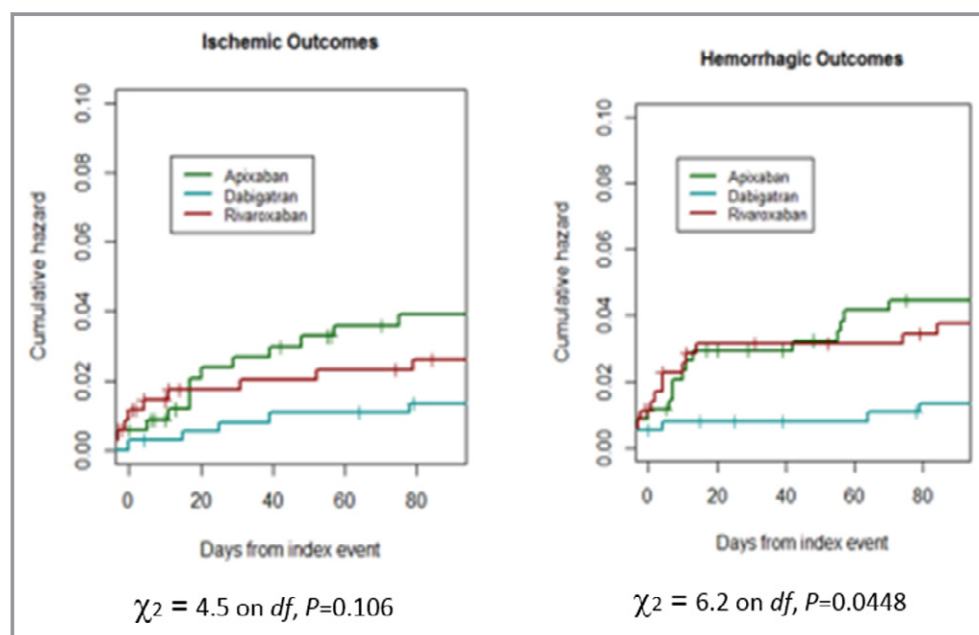 Ischemic Outcomes
Cumulative hazard
0.10
0.08
0.06
0.04
0.02
0.00
Apixaban
Dabigatran
Rivaroxaban
0 20 40 60 80
Days from index event
χ2 = 4.5 on df, P=0.106
Hemorrhagic Outcomes
Cumulative hazard
0.10
0.08
0.06
0.04
0.02
0.00
Apixaban
Dabigatran
Rivaroxaban
0 20 40 60 80
Days from index event
χ2 = 6.2 on df, P=0.0448